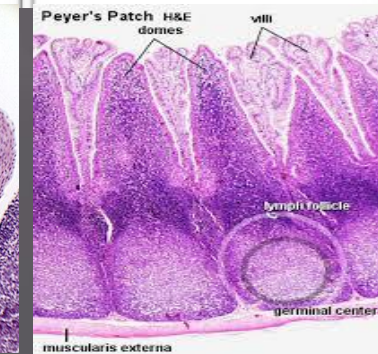 Peyer's Patch H&E
domes
villi
lymph follicle
germinal center
muscularis externa